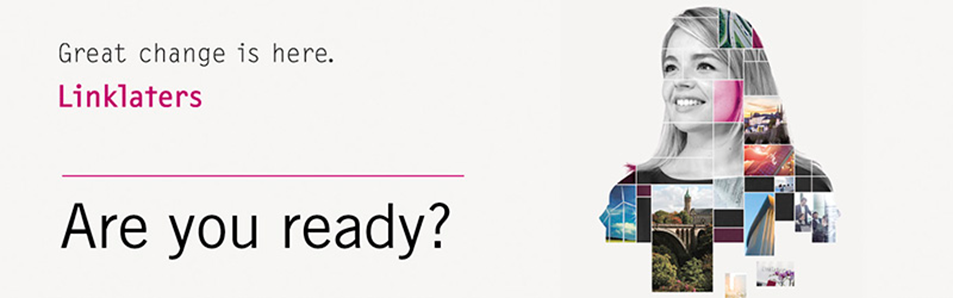 Great change is here.
Linklaters
Are you ready?